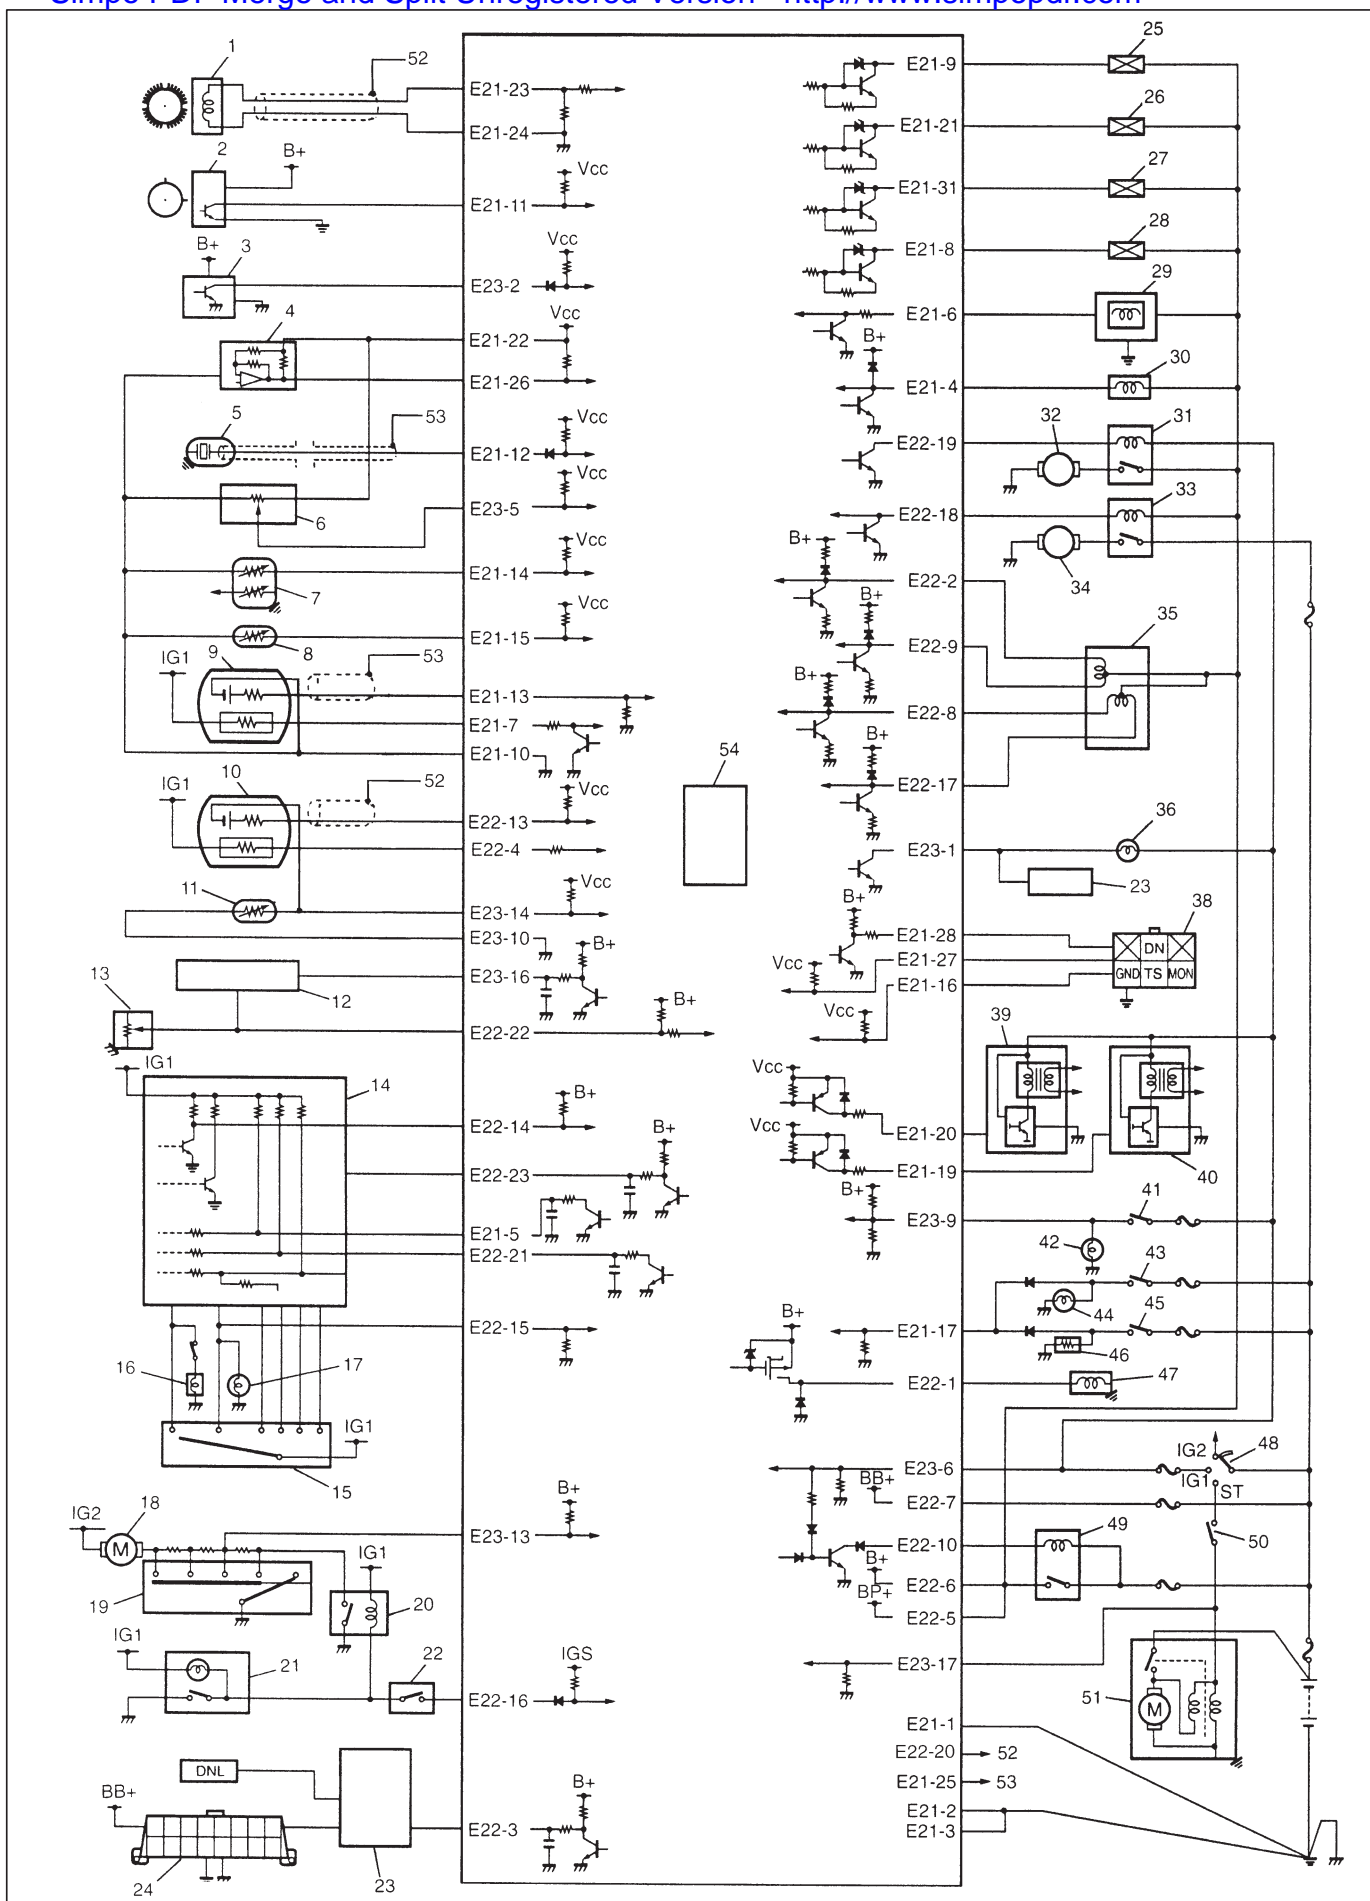 Simpo PDF Merge and Split Unregistered Version - http://www.simpopdf.com
1
52
E21-23
E21-24
2
B+
Vcc
E21-11
B+
3
Vcc
E23-2
4
Vcc
E21-22
E21-26
5
53
Vcc
E21-12
Vcc
6
E23-5
Vcc
E21-14
7
Vcc
E21-15
8
IG1
9
53
E21-13
E21-7
E21-10
IG1
10
52
Vcc
E22-13
E22-4
11
Vcc
E23-14
E23-10
B+
E23-16
12
13
B+
E22-22
IG1
14
B+
E22-14
B+
E22-23
E21-5
E22-21
E22-15
16
17
IG1
15
IG2
18
B+
E23-13
19
IG1
20
IG1
21
22
IGS
E22-16
DNL
BB+
B+
E22-3
24
23
54
E21-9
25
E21-21
26
E21-31
27
E21-8
28
E21-6
29
B+
E21-4
30
E22-19
32
31
E22-18
33
34
B+
E22-2
B+
E22-9
35
B+
E22-8
B+
E22-17
E23-1
36
23
B+
E21-28
38
DN
E21-27
Vcc
GND TS MON
E21-16
Vcc
39
Vcc
E21-20
Vcc
E21-19
40
B+
E23-9
41
42
43
44
E21-17
45
46
B+
E22-1
47
E23-6
IG2
48
IG1
ST
BB+
E22-7
49
50
E22-10
B+
E22-6
BP+
E22-5
E23-17
51
M
M
E21-1
E22-20
52
E21-25
53
E21-2
E21-3